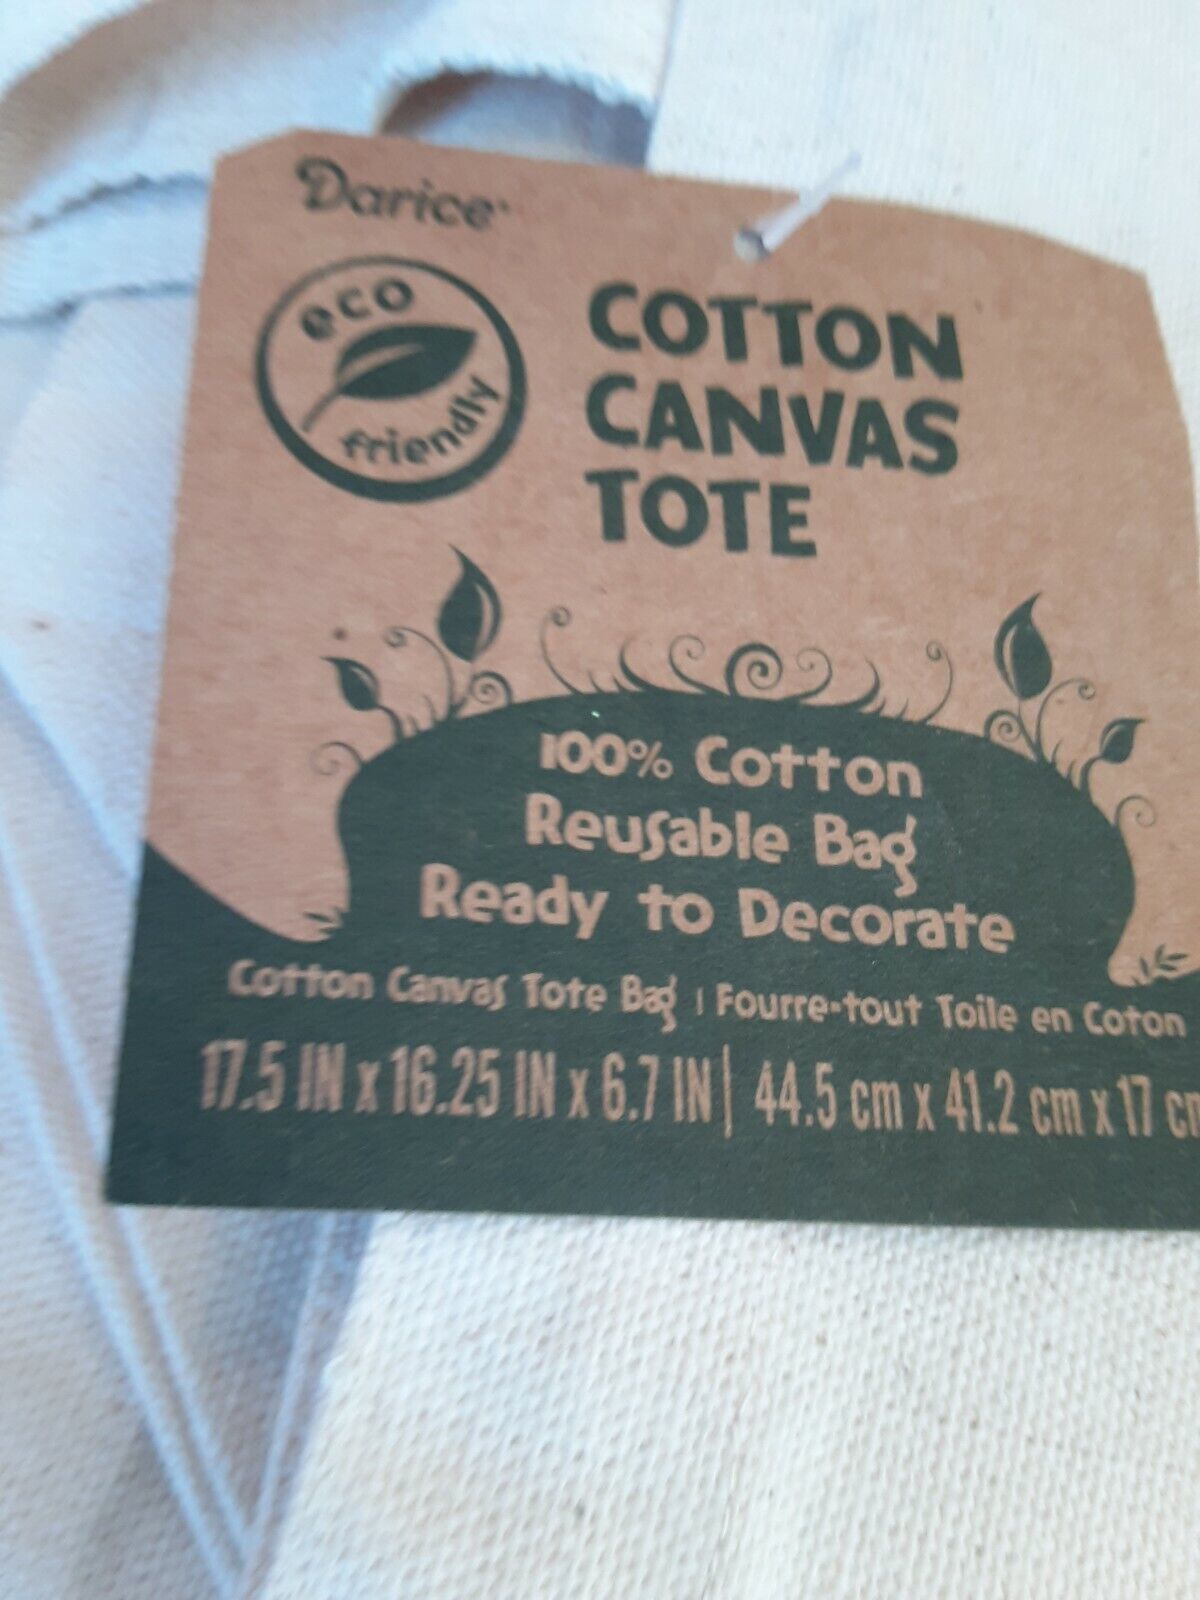 Darice
eco
friendly
COTTON
CANVAS
TOTE
100% Cotton
Reusable Bag
Ready to Decorate
Cotton Canvas Tote Bag | Fourre-tout Toile en Coton
17.5 IN x 16.25 IN x 6.7 IN | 44.5 cm x 41.2 cm x 17 cm